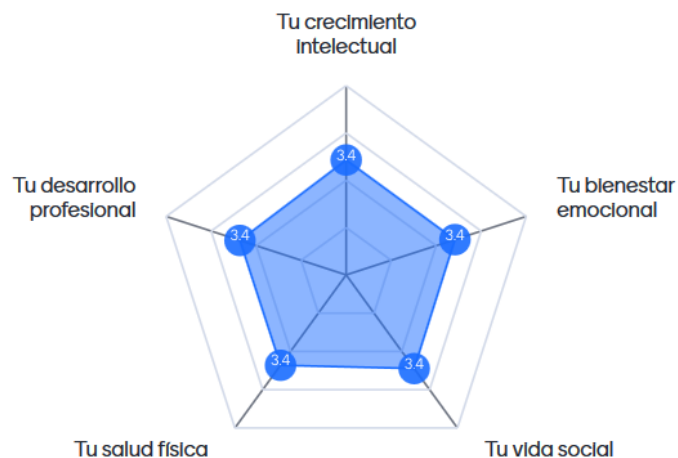 Tu crecimiento
intelectual
3.4
Tu desarrollo
profesional
3.4
3.4
Tu bienestar
emocional
3.4
3.4
Tu salud física
Tu vida social